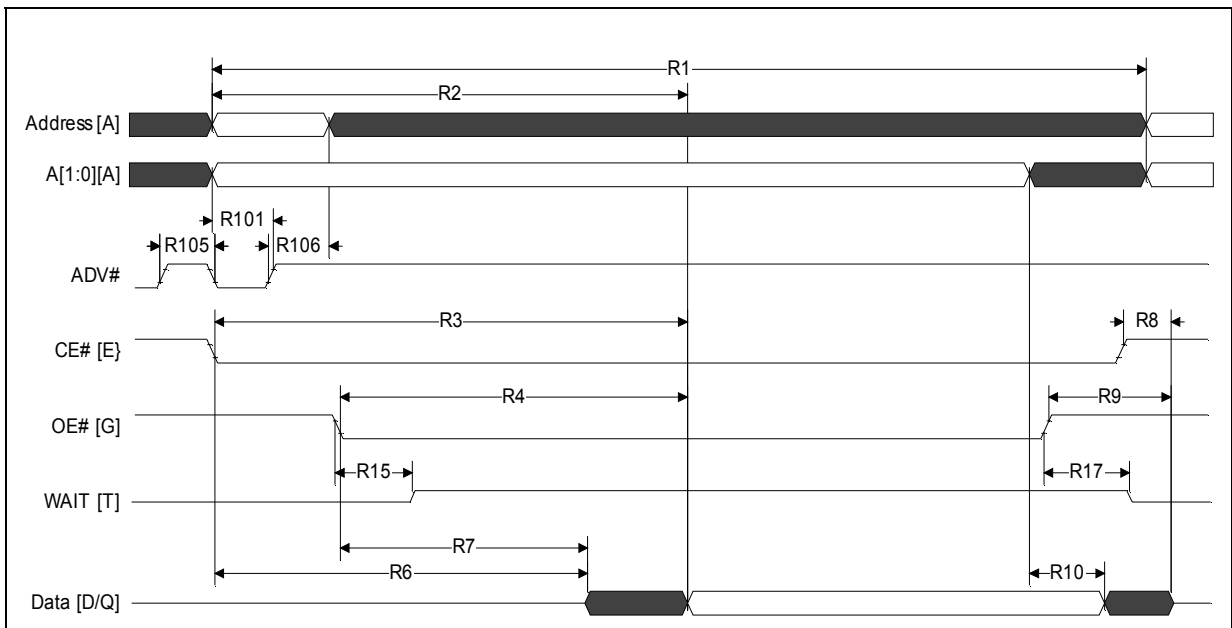 R1
R2
Address [A]
A[1:0][A]
R101
R105
R106
ADV#
R3
R8
CE# [E}
R4
R9
OE# [G]
R15
R17
WAIT [T]
R7
R6
R10
Data [D/Q]